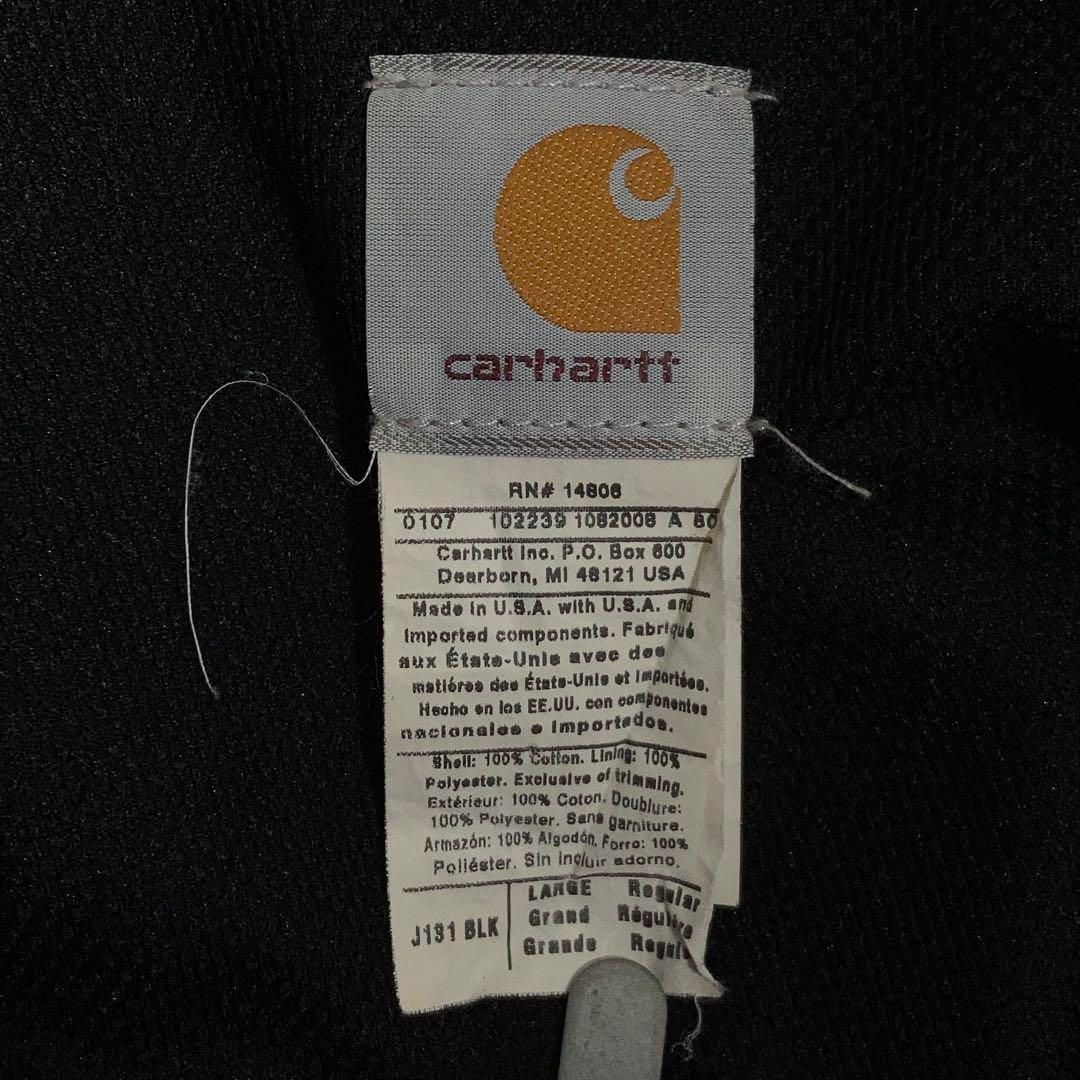 carhartt
RN# 14806
0107 102239 1082008 A 60
Carhartt Inc. P.O. Box 600
Dearborn, MI 48121 USA
Made in U.S.A. with U.S.A. and
Imported components. Fabriqué
aux États-Unis avec des
matiéres des États-Unis et importées.
Hecho en los EE.UU. con componentes
nacionales e importados.
Shell: 100% Cotton. Lining: 100%
Polyester. Exclusive of trimming.
Extérieur: 100% Coton. Doublure:
100% Polyester. Sans garniture.
Armazón: 100% Algodón. Forro: 100%
Poliéster. Sin incluir adorno.
J131 BLK
LARGE Regular
Grand Régulière
Grande